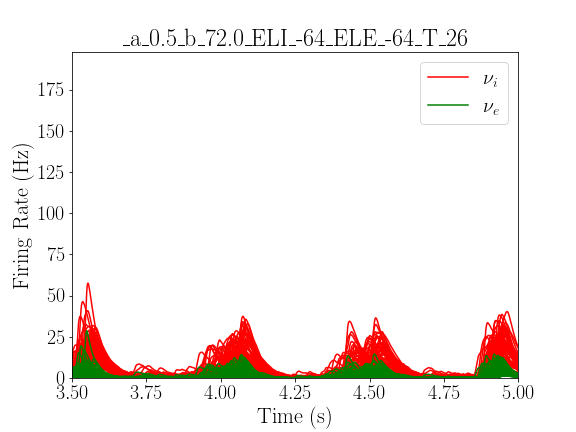 _a_0.5_b_72.0_ELI_-64_ELE_-64_T_26
175
150
125
100
75
50
25
0
Firing Rate (Hz)
ν_i
ν_e
3.50 3.75 4.00 4.25 4.50 4.75 5.00
Time (s)